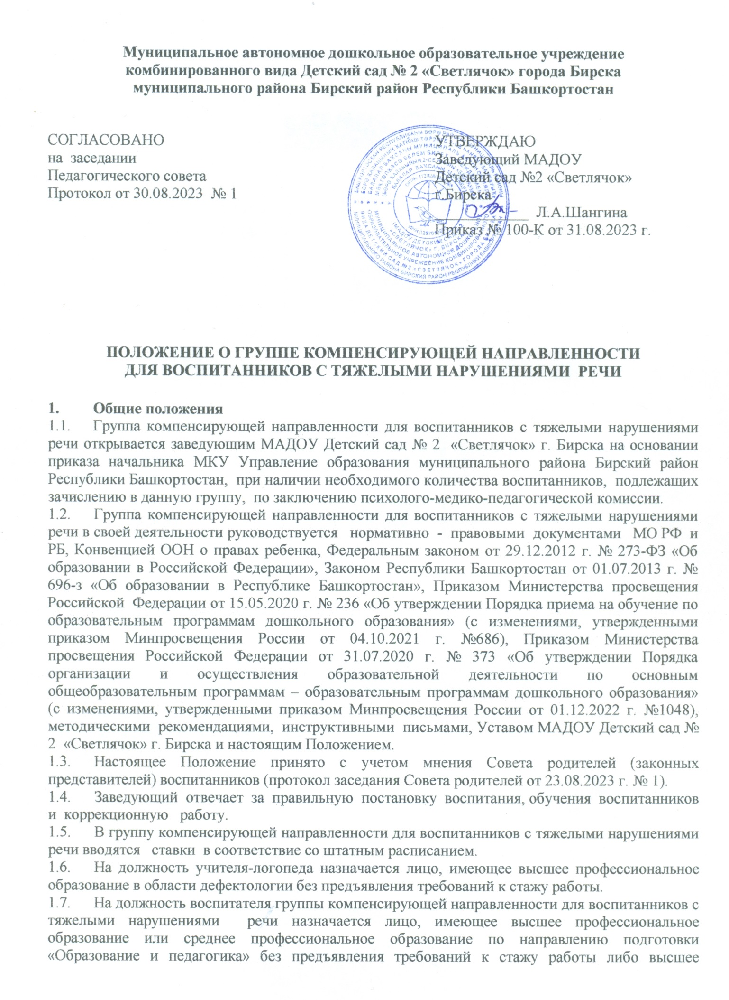 Муниципальное автономное дошкольное образовательное учреждение
комбинированного вида Детский сад № 2 «Светлячок» города Бирска
муниципального района Бирский район Республики Башкортостан
СОГЛАСОВАНО
на заседании
Педагогического совета
Протокол от 30.08.2023 № 1
УТВЕРЖДАЮ
Заведующий МАДОУ
Детский сад №2 «Светлячок»
г.Бирска
____________ Л.А.Шангина
Приказ № 100-К от 31.08.2023 г.
ПОЛОЖЕНИЕ О ГРУППЕ КОМПЕНСИРУЮЩЕЙ НАПРАВЛЕННОСТИ
ДЛЯ ВОСПИТАННИКОВ С ТЯЖЕЛЫМИ НАРУШЕНИЯМИ РЕЧИ
1. Общие положения
1.1. Группа компенсирующей направленности для воспитанников с тяжелыми нарушениями
речи открывается заведующим МАДОУ Детский сад № 2 «Светлячок» г. Бирска на основании
приказа начальника МКУ Управление образования муниципального района Бирский район
Республики Башкортостан, при наличии необходимого количества воспитанников, подлежащих
зачислению в данную группу, по заключению психолого-медико-педагогической комиссии.
1.2. Группа компенсирующей направленности для воспитанников с тяжелыми нарушениями
речи в своей деятельности руководствуется нормативно - правовыми документами МО РФ и
РБ, Конвенцией ООН о правах ребенка, Федеральным законом от 29.12.2012 г. № 273-ФЗ «Об
образовании в Российской Федерации», Законом Республики Башкортостан от 01.07.2013 г. №
696-з «Об образовании в Республике Башкортостан», Приказом Министерства просвещения
Российской Федерации от 15.05.2020 г. № 236 «Об утверждении Порядка приема на обучение по
образовательным программам дошкольного образования» (с изменениями, утвержденными
приказом Минпросвещения России от 04.10.2021 г. №686), Приказом Министерства
просвещения Российской Федерации от 31.07.2020 г. № 373 «Об утверждении Порядка
организации и осуществления образовательной деятельности по основным
общеобразовательным программам – образовательным программам дошкольного образования»
(с изменениями, утвержденными приказом Минпросвещения России от 01.12.2022 г. №1048),
методическими рекомендациями, инструктивными письмами, Уставом МАДОУ Детский сад №
2 «Светлячок» г. Бирска и настоящим Положением.
1.3. Настоящее Положение принято с учетом мнения Совета родителей (законных
представителей) воспитанников (протокол заседания Совета родителей от 23.08.2023 г. № 1).
1.4. Заведующий отвечает за правильную постановку воспитания, обучения воспитанников
и коррекционную работу.
1.5. В группу компенсирующей направленности для воспитанников с тяжелыми нарушениями
речи вводятся ставки в соответствие со штатным расписанием.
1.6. На должность учителя-логопеда назначается лицо, имеющее высшее профессиональное
образование в области дефектологии без предъявления требований к стажу работы.
1.7. На должность воспитателя группы компенсирующей направленности для воспитанников с
тяжелыми нарушениями речи назначается лицо, имеющее высшее профессиональное
образование или среднее профессиональное образование по направлению подготовки
«Образование и педагогика» без предъявления требований к стажу работы либо высшее